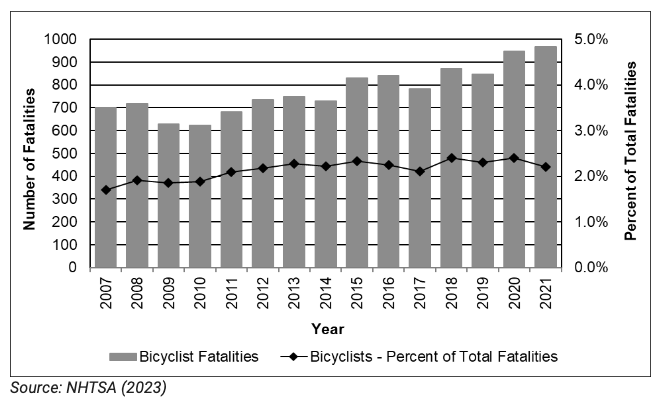 1000
900
800
700
600
500
400
300
200
100
0
Number of Fatalities
5.0%
4.0%
3.0%
2.0%
1.0%
0.0%
Percent of Total Fatalities
2007 2008 2009 2010 2011 2012 2013 2014 2015 2016 2017 2018 2019 2020 2021
Year
Bicyclist Fatalities Bicyclists - Percent of Total Fatalities
Source: NHTSA (2023)